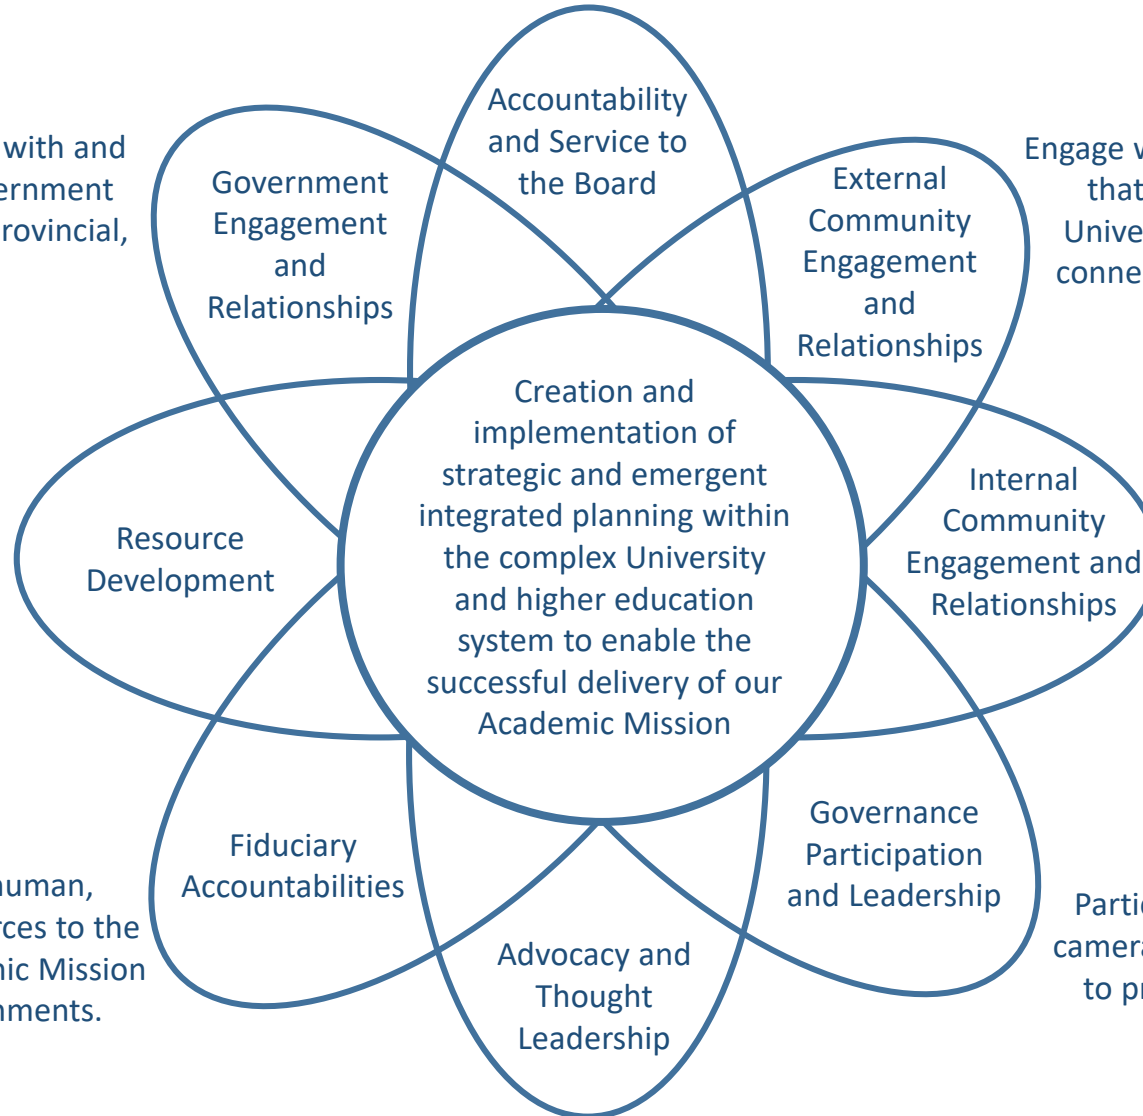 Accountability
and Service to
the Board
with and
ernment
rovincial,
Government
Engagement
and
Relationships
External
Community
Engagement
and
Relationships
Engage
that
Unive
conne
Creation and
implementation of
strategic and emergent
integrated planning within
the complex University
and higher education
system to enable the
successful delivery of our
Academic Mission
Resource
Development
Internal
Community
Engagement and
Relationships
Fiduciary
Accountabilities
Governance
Participation
and Leadership
uman,
rces to the
nic Mission
nments.
Partic
camera
to pr
Advocacy and
Thought
Leadership